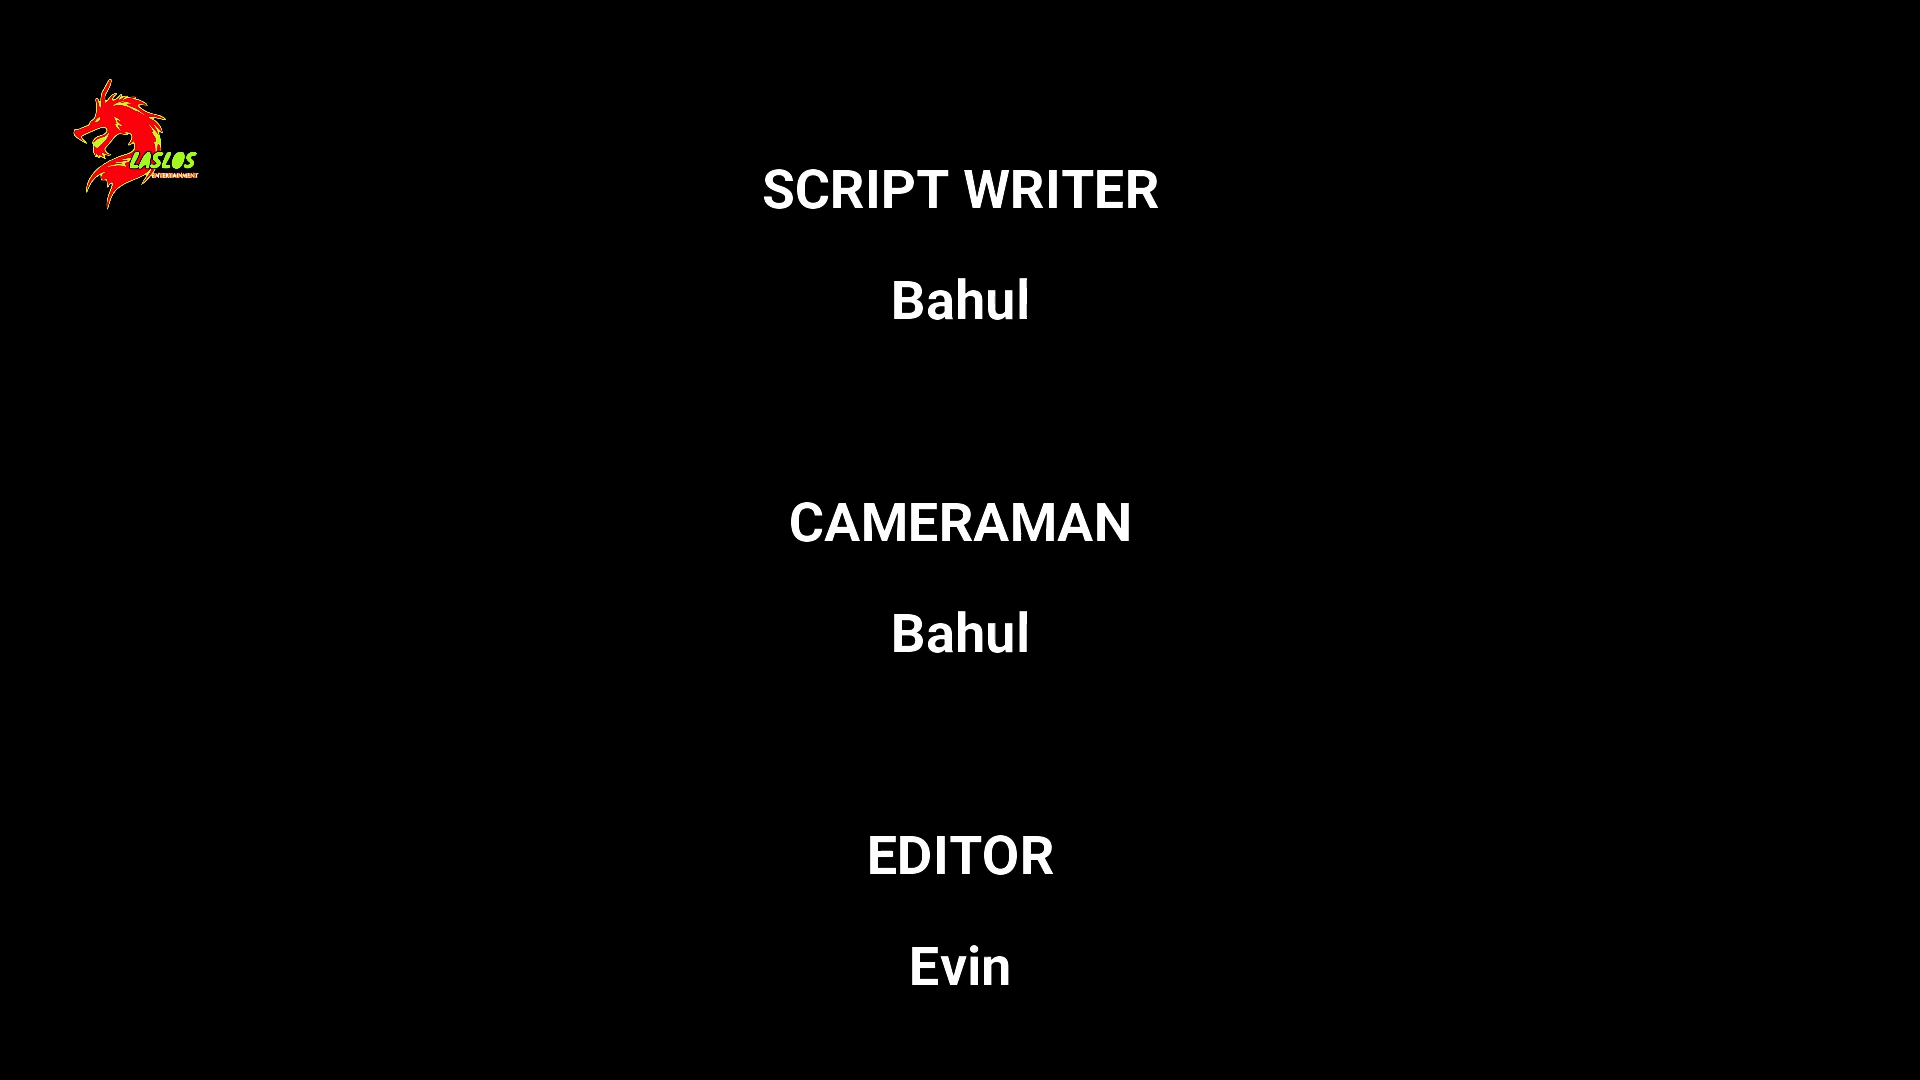 LASLOS
ENTERTAINMENT
SCRIPT WRITER
Bahul
CAMERAMAN
Bahul
EDITOR
Evin